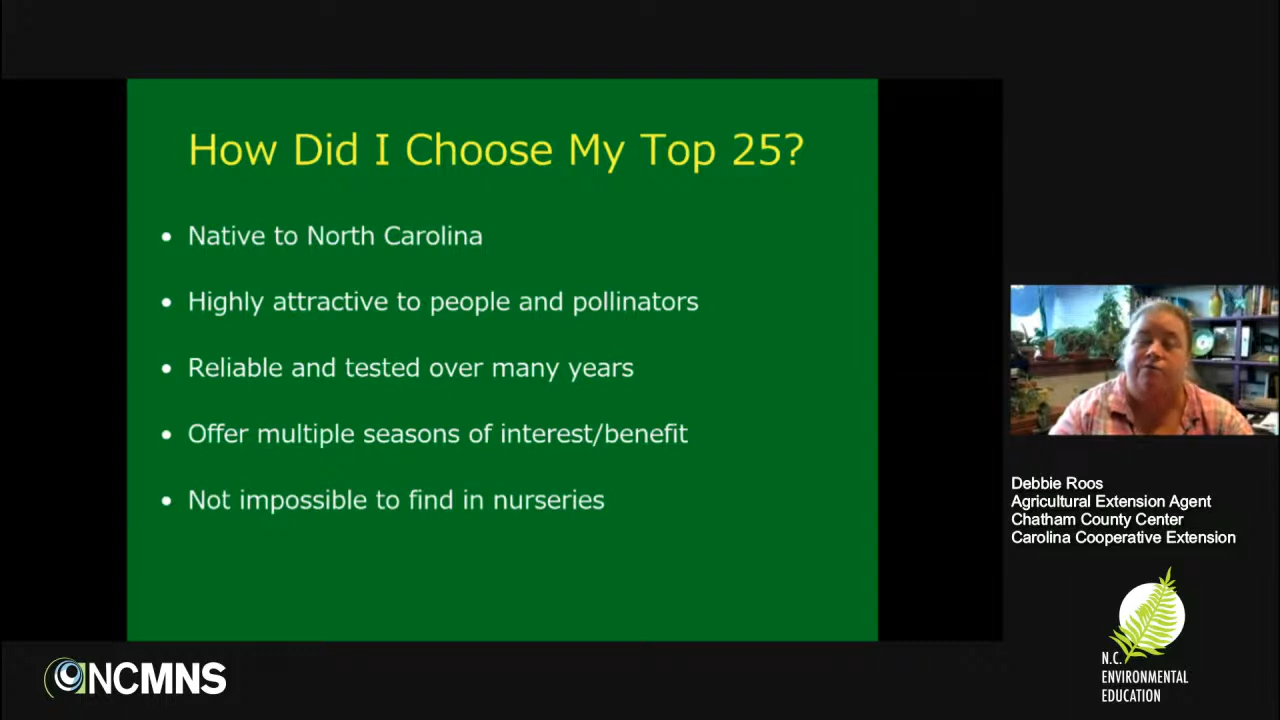 How Did I Choose My Top 25?
• Native to North Carolina
• Highly attractive to people and pollinators
• Reliable and tested over many years
• Offer multiple seasons of interest/benefit
• Not impossible to find in nurseries
Debbie Roos
Agricultural Extension Agent
Chatham County Center
Carolina Cooperative Extension
NCMNS
N.C.
ENVIRONMENTAL
EDUCATION